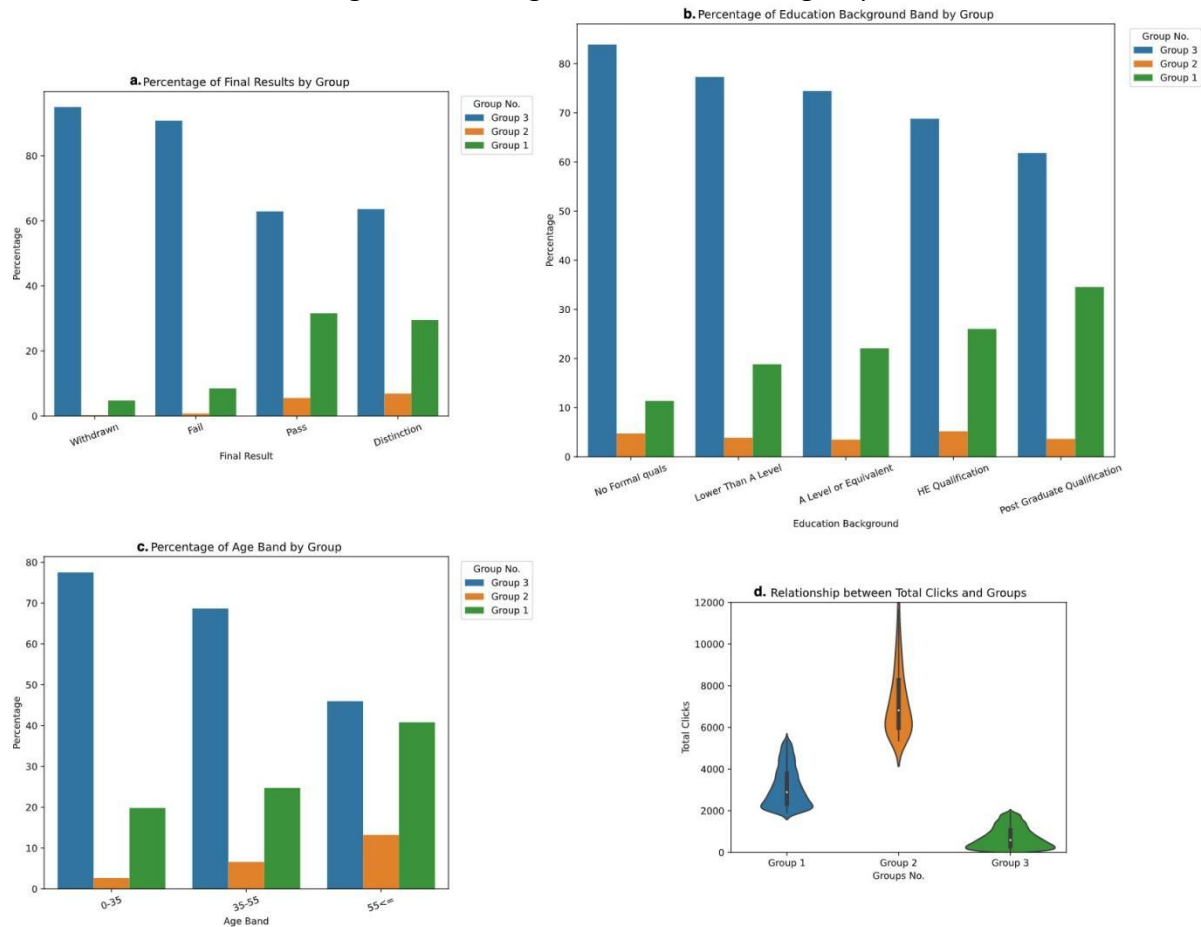 a. Percentage of Final Results by Group
Group No.
Group 3
Group 2
Group 1
Percentage
80
60
40
20
0
Withdrawn
Fail
Pass
Distinction
Final Result
b. Percentage of Education Background Band by Group
Group No.
Group 3
Group 2
Group 1
Percentage
80
70
60
50
40
30
20
10
0
No Formal quals
Lower Than A Level
A Level or Equivalent
HE Qualification
Post Graduate Qualification
Education Background
c. Percentage of Age Band by Group
Group No.
Group 3
Group 2
Group 1
Percentage
80
70
60
50
40
30
20
10
0
0-35
35-55
55<=
Age Band
d. Relationship between Total Clicks and Groups
Total Clicks
12000
10000
8000
6000
4000
2000
0
Group 1
Group 2
Group 3
Groups No.